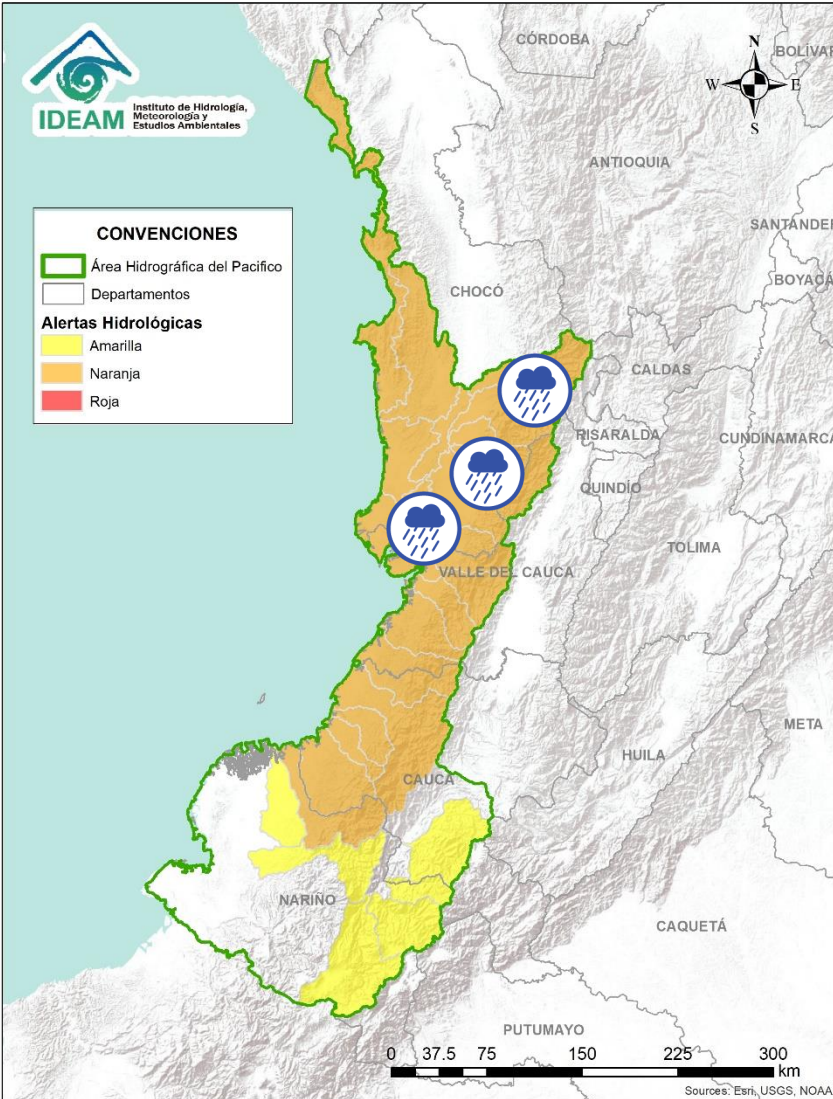 IDEAM
Instituto de Hidrología,
Meteorología y
Estudios Ambientales
N
W
E
S
CÓRDOBA
BOLÍVAR
ANTIOQUIA
SANTANDER
BOYACÁ
CONVENCIONES
Área Hidrográfica del Pacifico
Departamentos
Alertas Hidrológicas
Amarilla
Naranja
Roja
CHOCÓ
CALDAS
RISARALDA
CUNDINAMARCA
QUINDÍO
TOLIMA
VALLE DEL CAUCA
META
HUILA
CAUCA
NARIÑO
CAQUETÁ
PUTUMAYO
0 37.5 75 150 225 300
km
Sources: Esri, USGS, NOAA